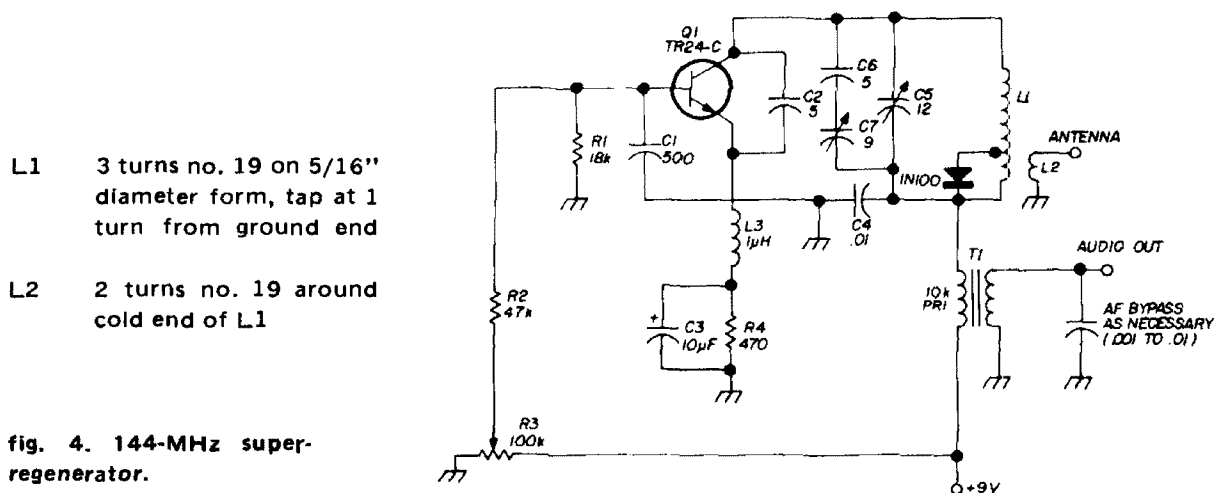 Q1
TR24-C
C6
5
C2
5
C5
12
C7
9
L1
R1
18k
C1
500
ANTENNA
L2
1N100
C4
.01
L3
1µH
T1
AUDIO OUT
10k
PRI
AF BYPASS
AS NECESSARY
(.001 TO .01)
R2
47k
+
C3
10µF
R4
470
R3
100k
+9V
L1 3 turns no. 19 on 5/16"
diameter form, tap at 1
turn from ground end
L2 2 turns no. 19 around
cold end of L1
fig. 4. 144-MHz super-
regenerator.